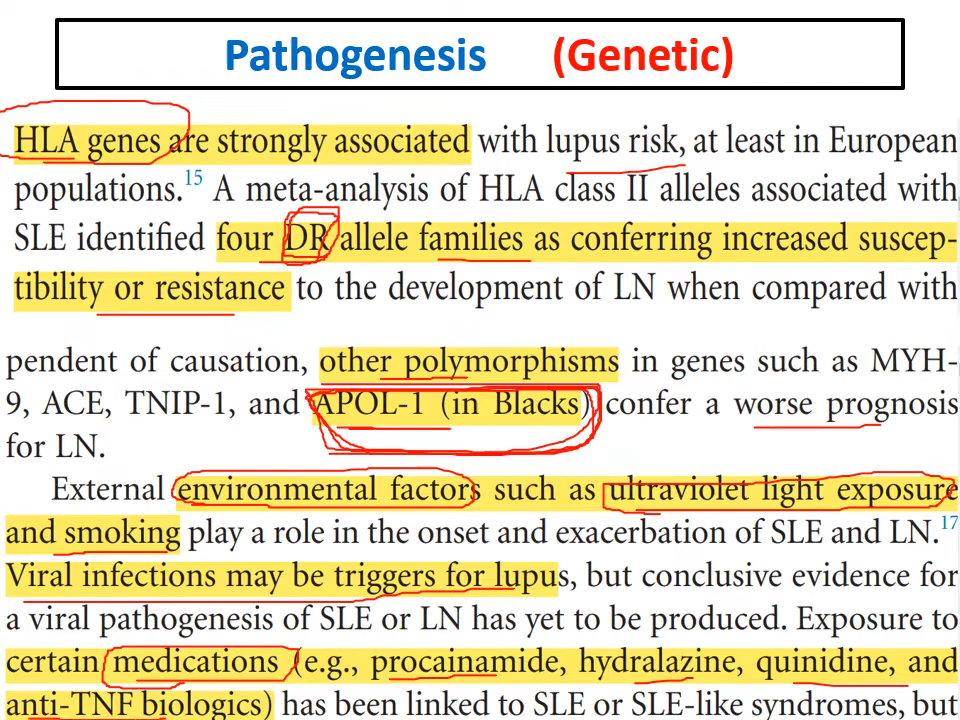 Pathogenesis (Genetic)
HLA genes are strongly associated with lupus risk, at least in European
populations.15 A meta-analysis of HLA class II alleles associated with
SLE identified four DR allele families as conferring increased suscep-
tibility or resistance to the development of LN when compared with
pendent of causation, other polymorphisms in genes such as MYH-
9, ACE, TNIP-1, and APOL-1 (in Blacks) confer a worse prognosis
for LN.
External environmental factors such as ultraviolet light exposure
and smoking play a role in the onset and exacerbation of SLE and LN.17
Viral infections may be triggers for lupus, but conclusive evidence for
a viral pathogenesis of SLE or LN has yet to be produced. Exposure to
certain medications (e.g., procainamide, hydralazine, quinidine, and
anti-TNF biologics) has been linked to SLE or SLE-like syndromes, but